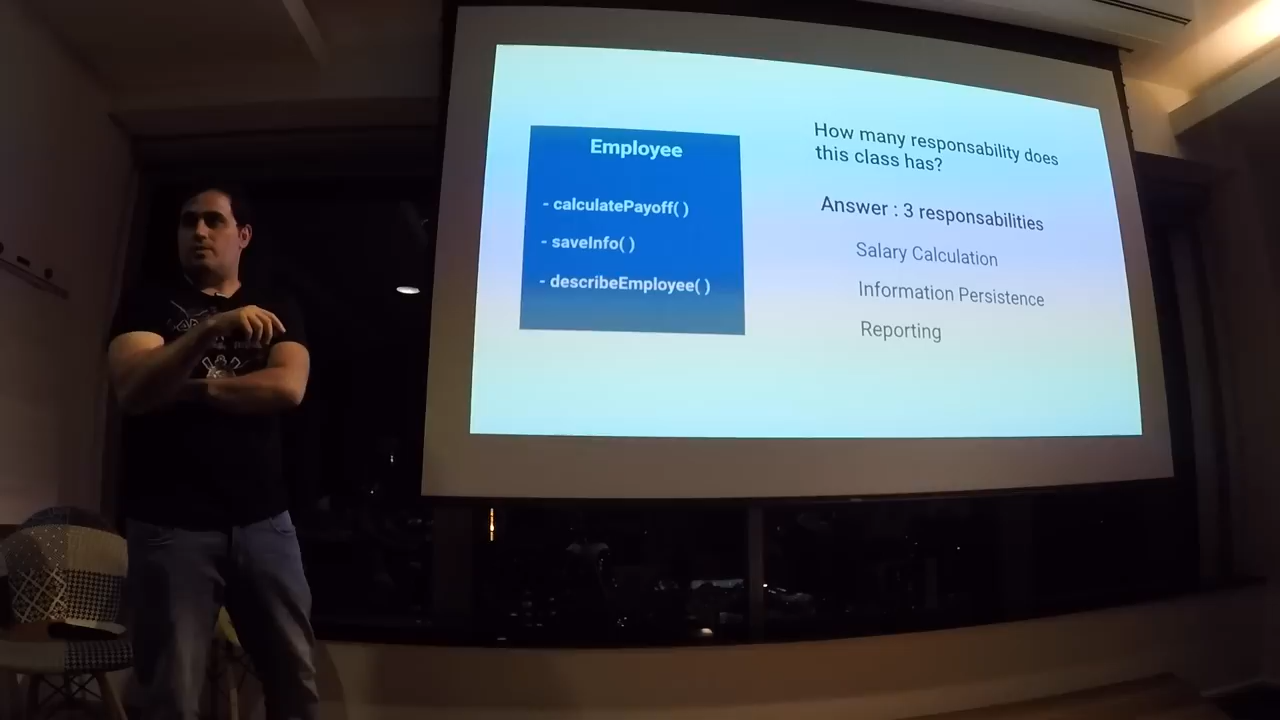 Employee
- calculatePayoff( )
- saveInfo( )
- describeEmployee( )
How many responsability does
this class has?
Answer : 3 responsabilities
Salary Calculation
Information Persistence
Reporting